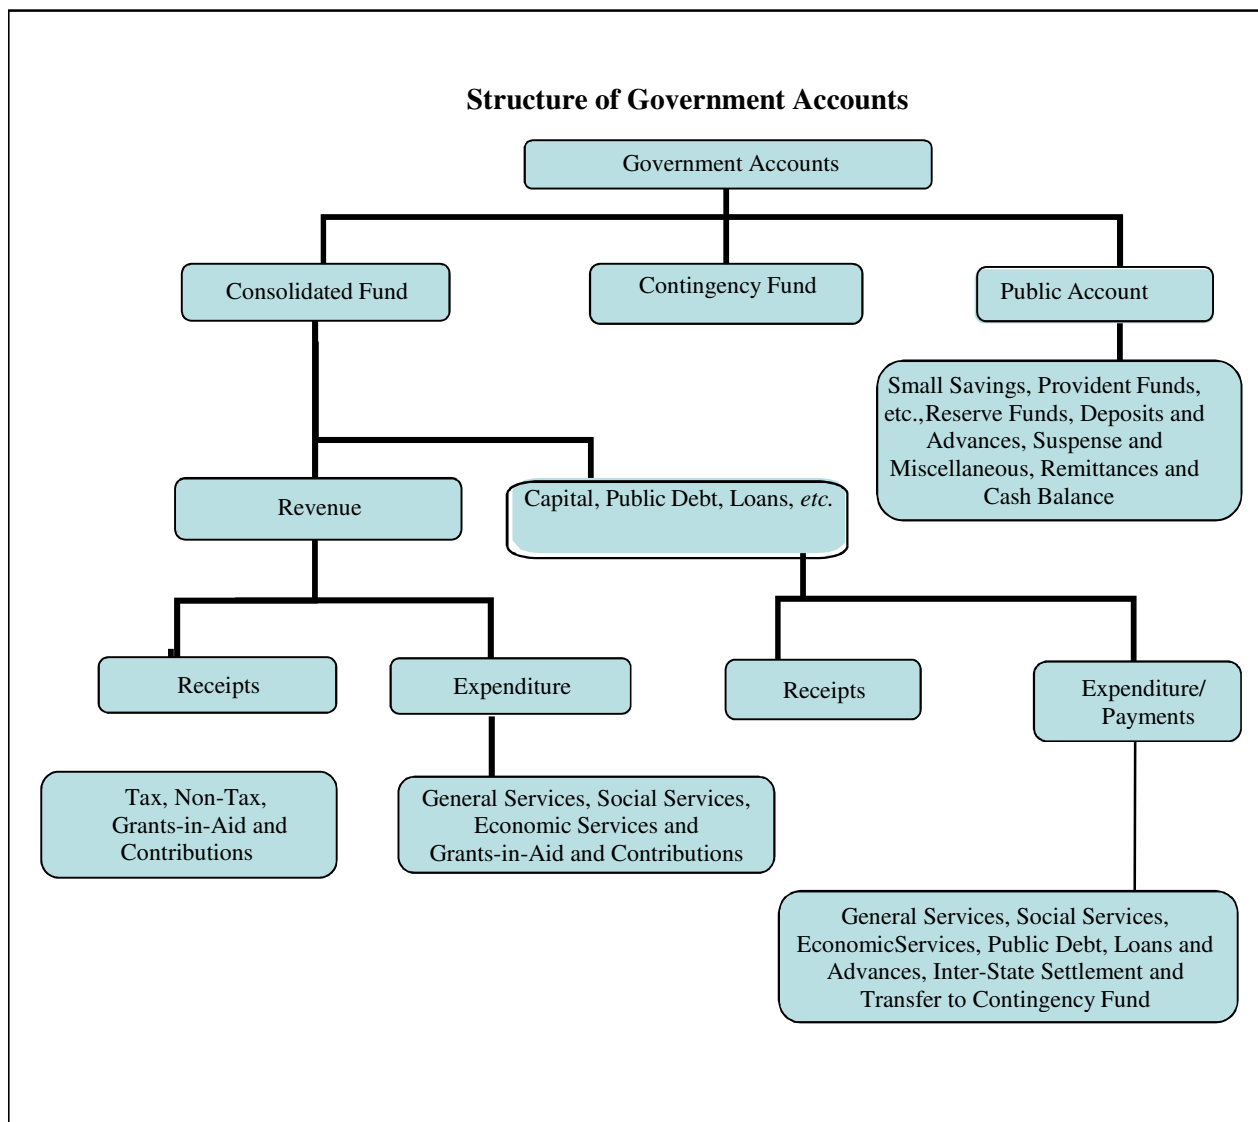 Structure of Government Accounts
Government Accounts
Consolidated Fund
Contingency Fund
Public Account
Small Savings, Provident Funds,
etc.,Reserve Funds, Deposits and
Advances, Suspense and
Miscellaneous, Remittances and
Cash Balance
Revenue
Capital, Public Debt, Loans, etc.
Receipts
Expenditure
Receipts
Expenditure/
Payments
Tax, Non-Tax,
Grants-in-Aid and
Contributions
General Services, Social Services,
Economic Services and
Grants-in-Aid and Contributions
General Services, Social Services,
EconomicServices, Public Debt, Loans and
Advances, Inter-State Settlement and
Transfer to Contingency Fund